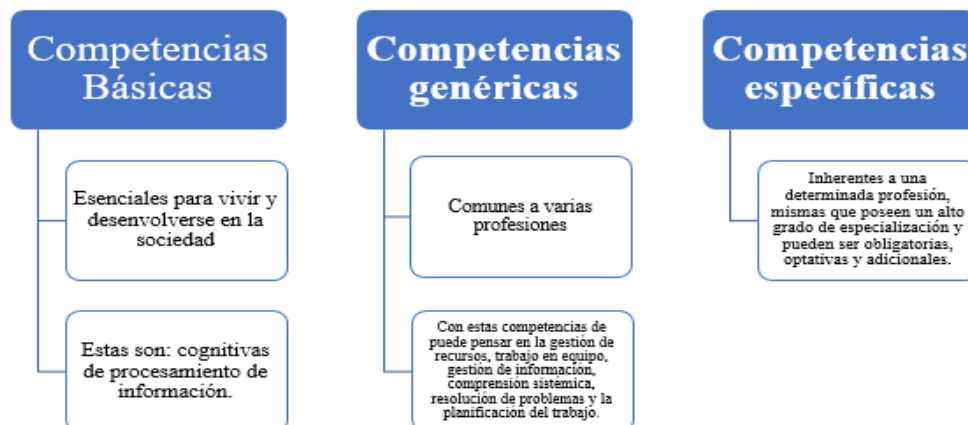 Competencias
Básicas
Esenciales para vivir y
desenvolverse en la
sociedad
Estas son: cognitivas
de procesamiento de
información.
Competencias
genéricas
Comunes a varias
profesiones
Con estas competencias de
puede pensar en la gestión de
recursos, trabajo en equipo,
gestión de información,
comprensión sistémica,
resolución de problemas y la
planificación del trabajo.
Competencias
específicas
Inherentes a una
determinada profesión,
mismas que poseen un alto
grado de especialización y
pueden ser obligatorias,
optativas y adicionales.